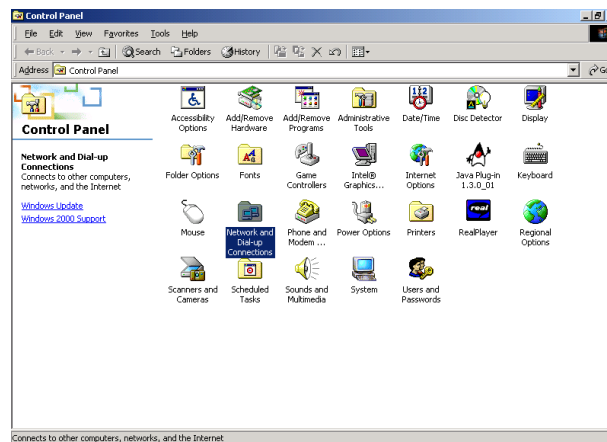 Control Panel
File Edit View Favorites Tools Help
Back Search Folders History
Address Control Panel Go
Control Panel
Network and Dial-up
Connections
Connects to other computers,
networks, and the Internet
Windows Update
Windows 2000 Support
Accessibility
Options
Add/Remove
Hardware
Add/Remove
Programs
Administrative
Tools
Date/Time
Disc Detector
Display
Folder Options
Fonts
Game
Controllers
Intel®
Graphics...
Internet
Options
Java Plug-in
1.3.0_01
Keyboard
Mouse
Network and
Dial-up
Connections
Phone and
Modem ...
Power Options
Printers
real
RealPlayer
Regional
Options
Scanners and
Cameras
Scheduled
Tasks
Sounds and
Multimedia
System
Users and
Passwords
Connects to other computers, networks, and the Internet